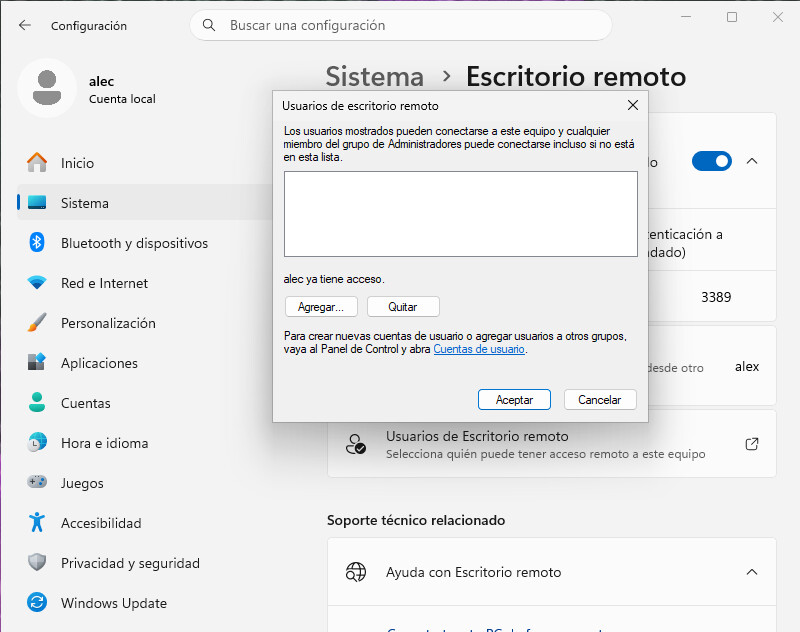 Configuración
Buscar una configuración
alec
Cuenta local
Inicio
Sistema
Bluetooth y dispositivos
Red e Internet
Personalización
Aplicaciones
Cuentas
Hora e idioma
Juegos
Accesibilidad
Privacidad y seguridad
Windows Update
Sistema > Escritorio remoto
Usuarios de escritorio remoto
Los usuarios mostrados pueden conectarse a este equipo y cualquier
miembro del grupo de Administradores puede conectarse incluso si no está
en esta lista.
alec ya tiene acceso.
Agregar...
Quitar
Para crear nuevas cuentas de usuario o agregar usuarios a otros grupos,
vaya al Panel de Control y abra Cuentas de usuario.
Aceptar
Cancelar
3389
desde otro
alex
Usuarios de Escritorio remoto
Selecciona quién puede tener acceso remoto a este equipo
Soporte técnico relacionado
Ayuda con Escritorio remoto